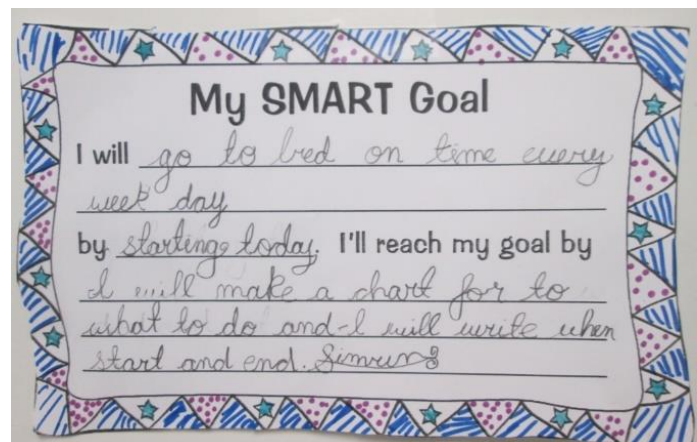 My SMART Goal
I will go to bed on time every
week day
by starting today. I'll reach my goal by
I will make a chart for to
what to do and I will write when
start and end. Simrun